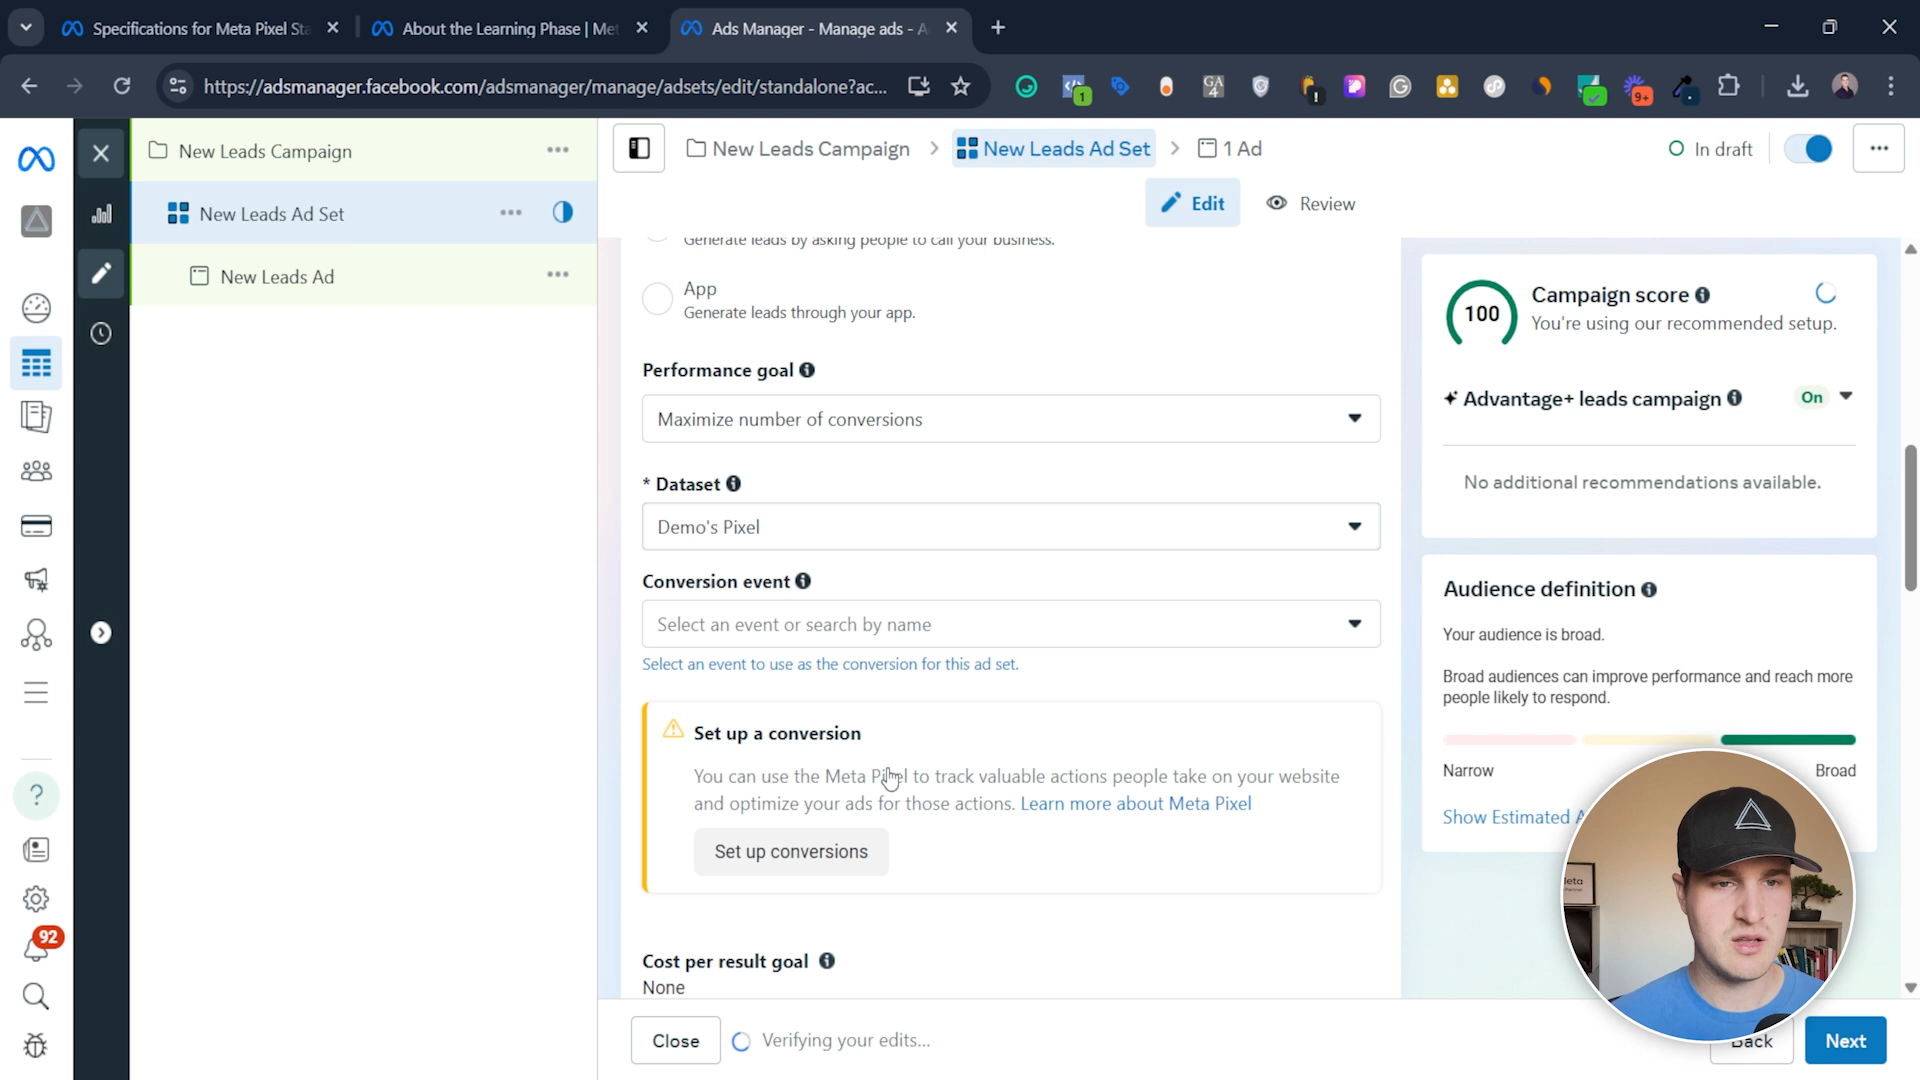 Specifications for Meta Pixel Sta
About the Learning Phase | Met
Ads Manager - Manage ads - A
https://adsmanager.facebook.com/adsmanager/manage/adsets/edit/standalone?ac...
1
GA
4
!
9+
New Leads Campaign
New Leads Ad Set
New Leads Ad
92
New Leads Campaign
New Leads Ad Set
1 Ad
In draft
Edit
Review
Generate leads by asking people to call your business.
App
Generate leads through your app.
Performance goal
Maximize number of conversions
* Dataset
Demo's Pixel
Conversion event
Select an event or search by name
Select an event to use as the conversion for this ad set.
Set up a conversion
You can use the Meta Pixel to track valuable actions people take on your website
and optimize your ads for those actions. Learn more about Meta Pixel
Set up conversions
Cost per result goal
None
Close
Verifying your edits...
Back
Next
100
Campaign score
You're using our recommended setup.
Advantage+ leads campaign
On
No additional recommendations available.
Audience definition
Your audience is broad.
Broad audiences can improve performance and reach more
people likely to respond.
Narrow
Broad
Show Estimated A